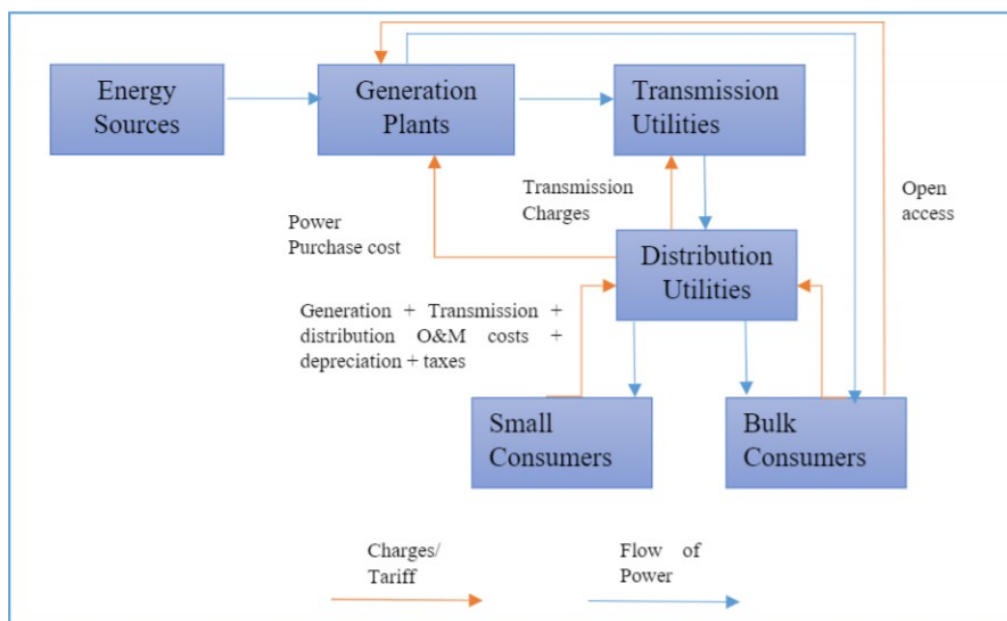 Energy
Sources
Generation
Plants
Transmission
Utilities
Transmission
Charges
Open
access
Power
Purchase cost
Distribution
Utilities
Generation + Transmission +
distribution O&M costs +
depreciation + taxes
Small
Consumers
Bulk
Consumers
Charges/
Tariff
Flow of
Power